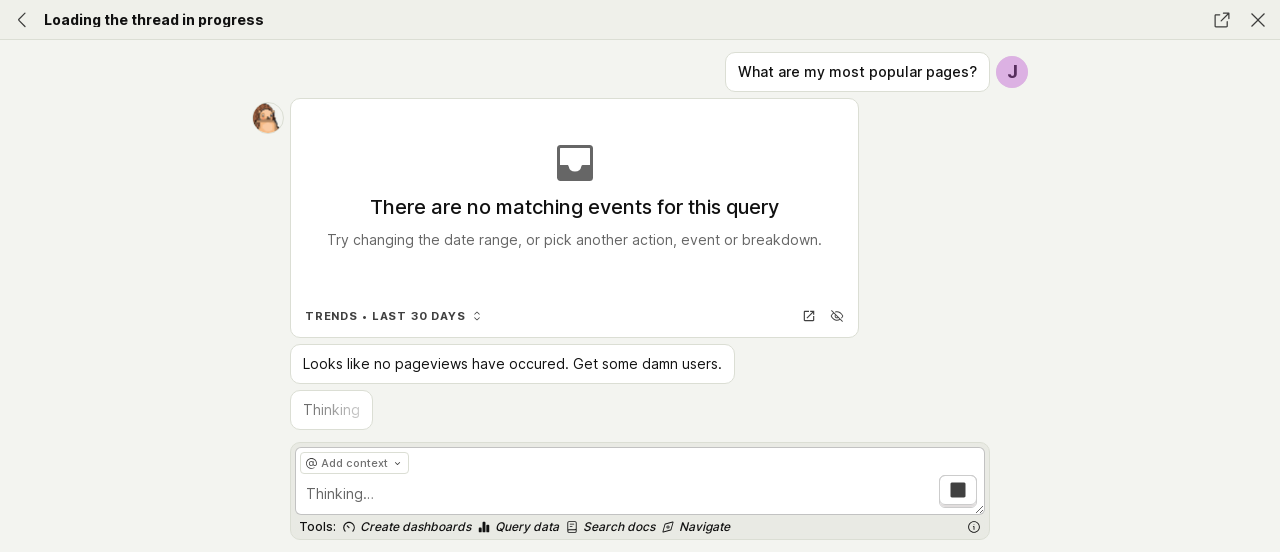 Loading the thread in progress
What are my most popular pages?
J
There are no matching events for this query
Try changing the date range, or pick another action, event or breakdown.
TRENDS • LAST 30 DAYS
Looks like no pageviews have occured. Get some damn users.
Thinking
@ Add context
Thinking…
Tools: Create dashboards Query data Search docs Navigate